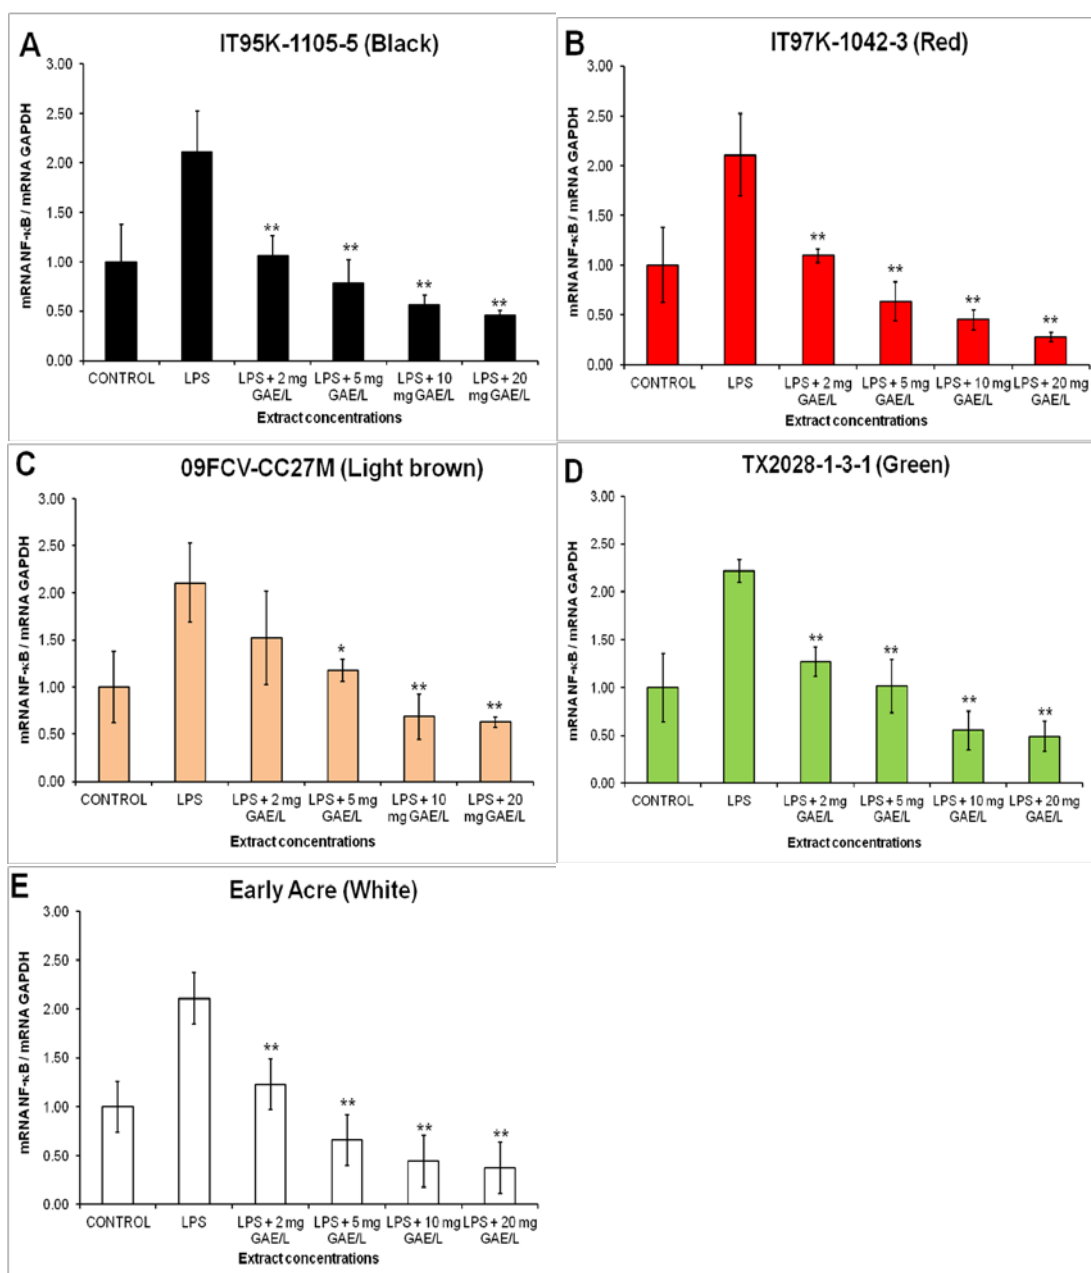 A
IT95K-1105-5 (Black)
mRNA NF-κB / mRNA GAPDH
3.00
2.50
2.00
1.50
1.00
0.50
0.00
**
**
**
**
CONTROL
LPS
LPS + 2 mg
GAE/L
LPS + 5 mg
GAE/L
LPS + 10
mg GAE/L
LPS + 20
mg GAE/L
Extract concentrations
B
IT97K-1042-3 (Red)
mRNA NF-κB / mRNA GAPDH
3.00
2.50
2.00
1.50
1.00
0.50
0.00
**
**
**
**
CONTROL
LPS
LPS + 2 mg
GAE/L
LPS + 5 mg
GAE/L
LPS + 10 mg
GAE/L
LPS + 20 mg
GAE/L
Extract concentrations
C
09FCV-CC27M (Light brown)
mRNA NF-κB / mRNA GAPDH
3.00
2.50
2.00
1.50
1.00
0.50
0.00
*
**
**
CONTROL
LPS
LPS + 2 mg
GAE/L
LPS + 5 mg
GAE/L
LPS + 10
mg GAE/L
LPS + 20
mg GAE/L
Extract concentrations
D
TX2028-1-3-1 (Green)
mRNA NF-κB / mRNA GAPDH
3.00
2.50
2.00
1.50
1.00
0.50
0.00
**
**
**
**
CONTROL
LPS
LPS + 2 mg
GAE/L
LPS + 5 mg
GAE/L
LPS + 10 mg
GAE/L
LPS + 20 mg
GAE/L
Extract concentrations
E
Early Acre (White)
mRNA NF-κB / mRNA GAPDH
3.00
2.50
2.00
1.50
1.00
0.50
0.00
**
**
**
**
CONTROL
LPS
LPS + 2 mg
GAE/L
LPS + 5 mg
GAE/L
LPS + 10 mg
GAE/L
LPS + 20 mg
GAE/L
Extract concentrations